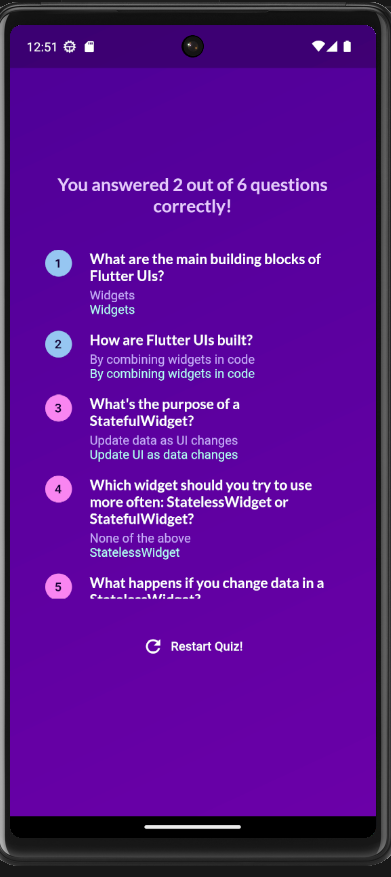 12:51
You answered 2 out of 6 questions
correctly!
1
What are the main building blocks of
Flutter UIs?
Widgets
Widgets
2
How are Flutter UIs built?
By combining widgets in code
By combining widgets in code
3
What's the purpose of a
StatefulWidget?
Update data as UI changes
Update UI as data changes
4
Which widget should you try to use
more often: StatelessWidget or
StatefulWidget?
None of the above
StatelessWidget
5
What happens if you change data in a
StatelessWidget?
Restart Quiz!